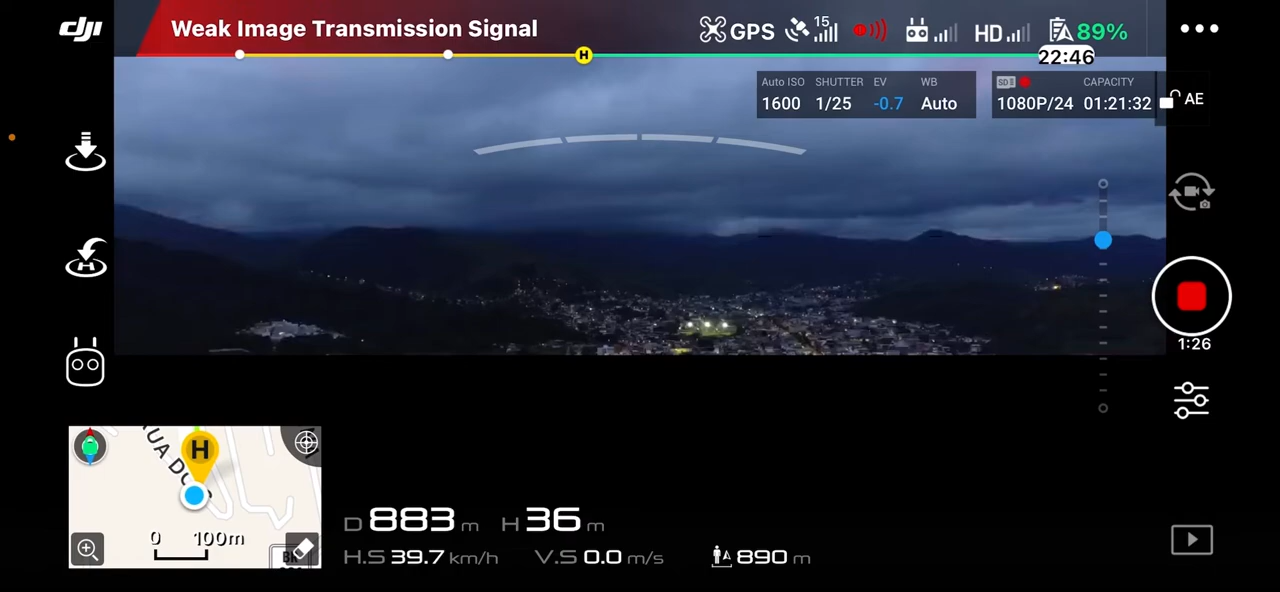 dji
Weak Image Transmission Signal
GPS
15
HD
89%
H
22:46
Auto ISO SHUTTER EV WB
1600 1/25 -0.7 Auto
SD CAPACITY
1080P/24 01:21:32
AE
H
1:26
H
0 100m
D 883 m H 36 m
H.S 39.7 km/h V.S 0.0 m/s 890 m